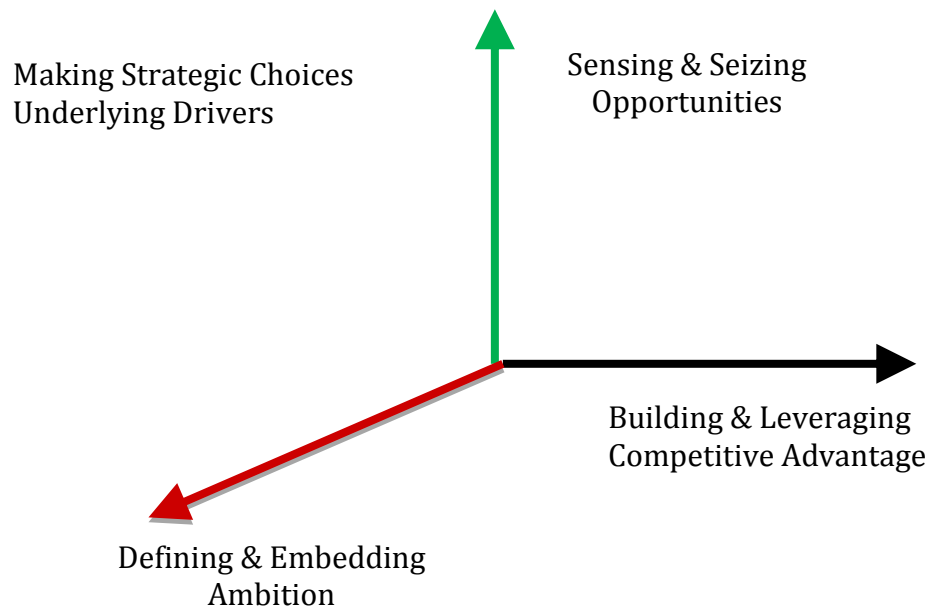 Making Strategic Choices
Underlying Drivers
Sensing & Seizing
Opportunities
Building & Leveraging
Competitive Advantage
Defining & Embedding
Ambition